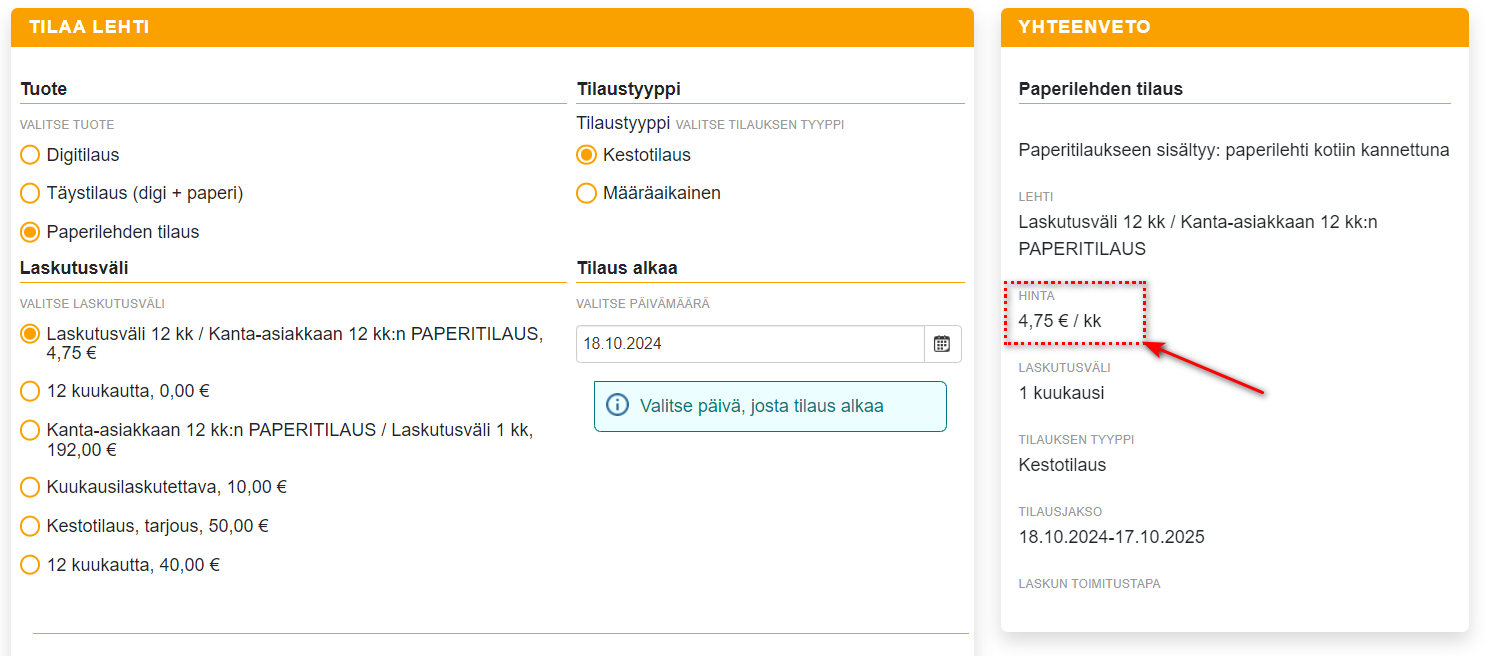 TILAA LEHTI
Tuote
VALITSE TUOTE
Digitilaus
Täystilaus (digi + paperi)
Paperilehden tilaus
Tilaustyyppi
Tilaustyyppi VALITSE TILAUKSEN TYYPPI
Kestotilaus
Määräaikainen
Laskutusväli
VALITSE LASKUTUSVÄLI
Laskutusväli 12 kk / Kanta-asiakkaan 12 kk:n PAPERITILAUS,
4,75 €
12 kuukautta, 0,00 €
Kanta-asiakkaan 12 kk:n PAPERITILAUS / Laskutusväli 1 kk,
192,00 €
Kuukausilaskutettava, 10,00 €
Kestotilaus, tarjous, 50,00 €
12 kuukautta, 40,00 €
Tilaus alkaa
VALITSE PÄIVÄMÄÄRÄ
18.10.2024
Valitse päivä, josta tilaus alkaa
YHTEENVETO
Paperilehden tilaus
Paperitilaukseen sisältyy: paperilehti kotiin kannettuna
LEHTI
Laskutusväli 12 kk / Kanta-asiakkaan 12 kk:n
PAPERITILAUS
HINTA
4,75 € / kk
LASKUTUSVÄLI
1 kuukausi
TILAUKSEN TYYPPI
Kestotilaus
TILAUSJAKSO
18.10.2024-17.10.2025
LASKUN TOIMITUSTAPA